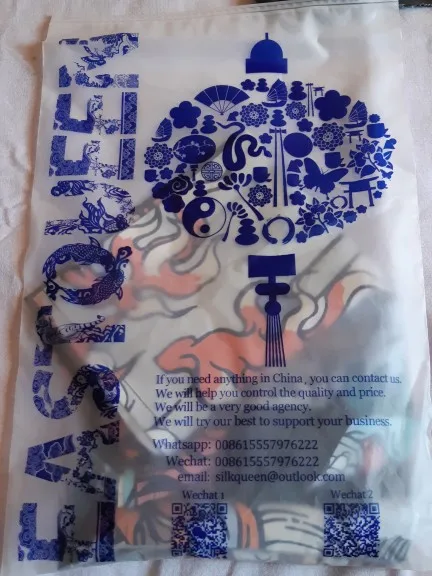 EASTQUEEN
If you need anything in China , you can contact us.
We will help you control the quality and price.
We will be a very good agency.
We will try our best to support your business.
Whatsapp: 008615557976222
Wechat: 008615557976222
email: silkqueen@outlook.com
Wechat 1
Wechat 2